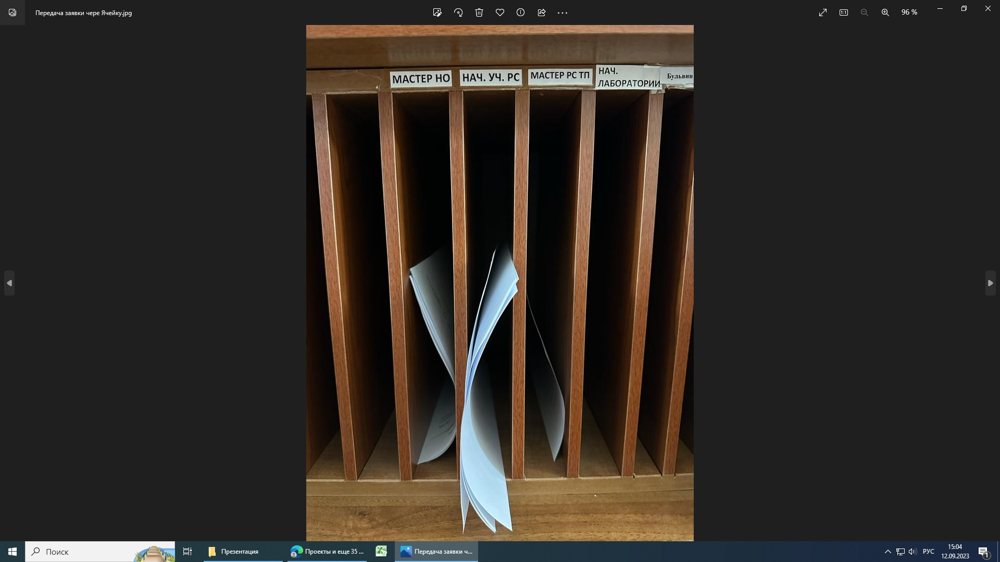 Передача заявки чере Ячейку.jpg
96 %
МАСТЕР НО
НАЧ. УЧ. РС
МАСТЕР РС ТП
НАЧ.
ЛАБОРАТОРИИ
Бульвин
Поиск
Презентация
Проекты и еще 35 ...
Передача заявки ч...
РУС
15:04
12.09.2023
1